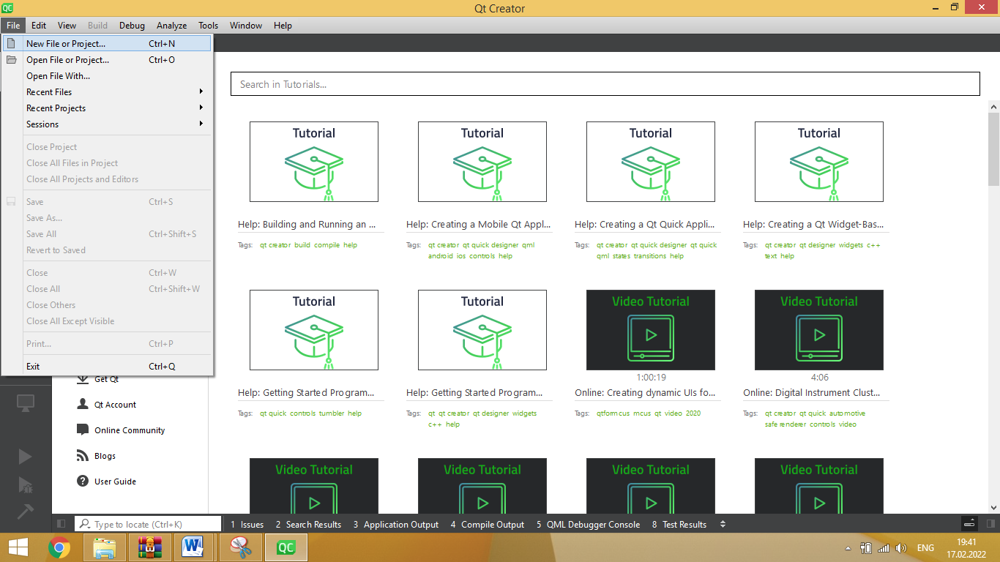 QC
Qt Creator
File Edit View Build Debug Analyze Tools Window Help
New File or Project... Ctrl+N
Open File or Project... Ctrl+O
Open File With...
Recent Files
Recent Projects
Sessions
Close Project
Close All Files in Project
Close All Projects and Editors
Save Ctrl+S
Save As...
Save All Ctrl+Shift+S
Revert to Saved
Close Ctrl+W
Close All Ctrl+Shift+W
Close Others
Close All Except Visible
Print... Ctrl+P
Exit Ctrl+Q
Get Qt
Qt Account
Online Community
Blogs
User Guide
Search in Tutorials...
Tutorial Tutorial Tutorial Tutorial
Help: Building and Running an ... Help: Creating a Mobile Qt Appl... Help: Creating a Qt Quick Appli... Help: Creating a Qt Widget-Bas...
Tags: qt creator build compile help Tags: qt creator qt quick designer qml Tags: qt creator qt quick designer qt quick Tags: qt creator qt designer widgets c++
android ios controls help qml states transitions help text help
Tutorial Tutorial Video Tutorial Video Tutorial
1:00:19 4:06
Help: Getting Started Program... Help: Getting Started Program... Online: Creating dynamic UIs fo... Online: Digital Instrument Clust...
Tags: qt quick controls tumbler help Tags: qt qt creator qt designer widgets Tags: qtformcus mcus qt video 2020 Tags: qt creator qt quick automotive
c++ help safe renderer controls video
Video Tutorial Video Tutorial Video Tutorial Video Tutorial
Type to locate (Ctrl+K) 1 Issues 2 Search Results 3 Application Output 4 Compile Output 5 QML Debugger Console 8 Test Results
W QC ENG 19:41
17.02.2022